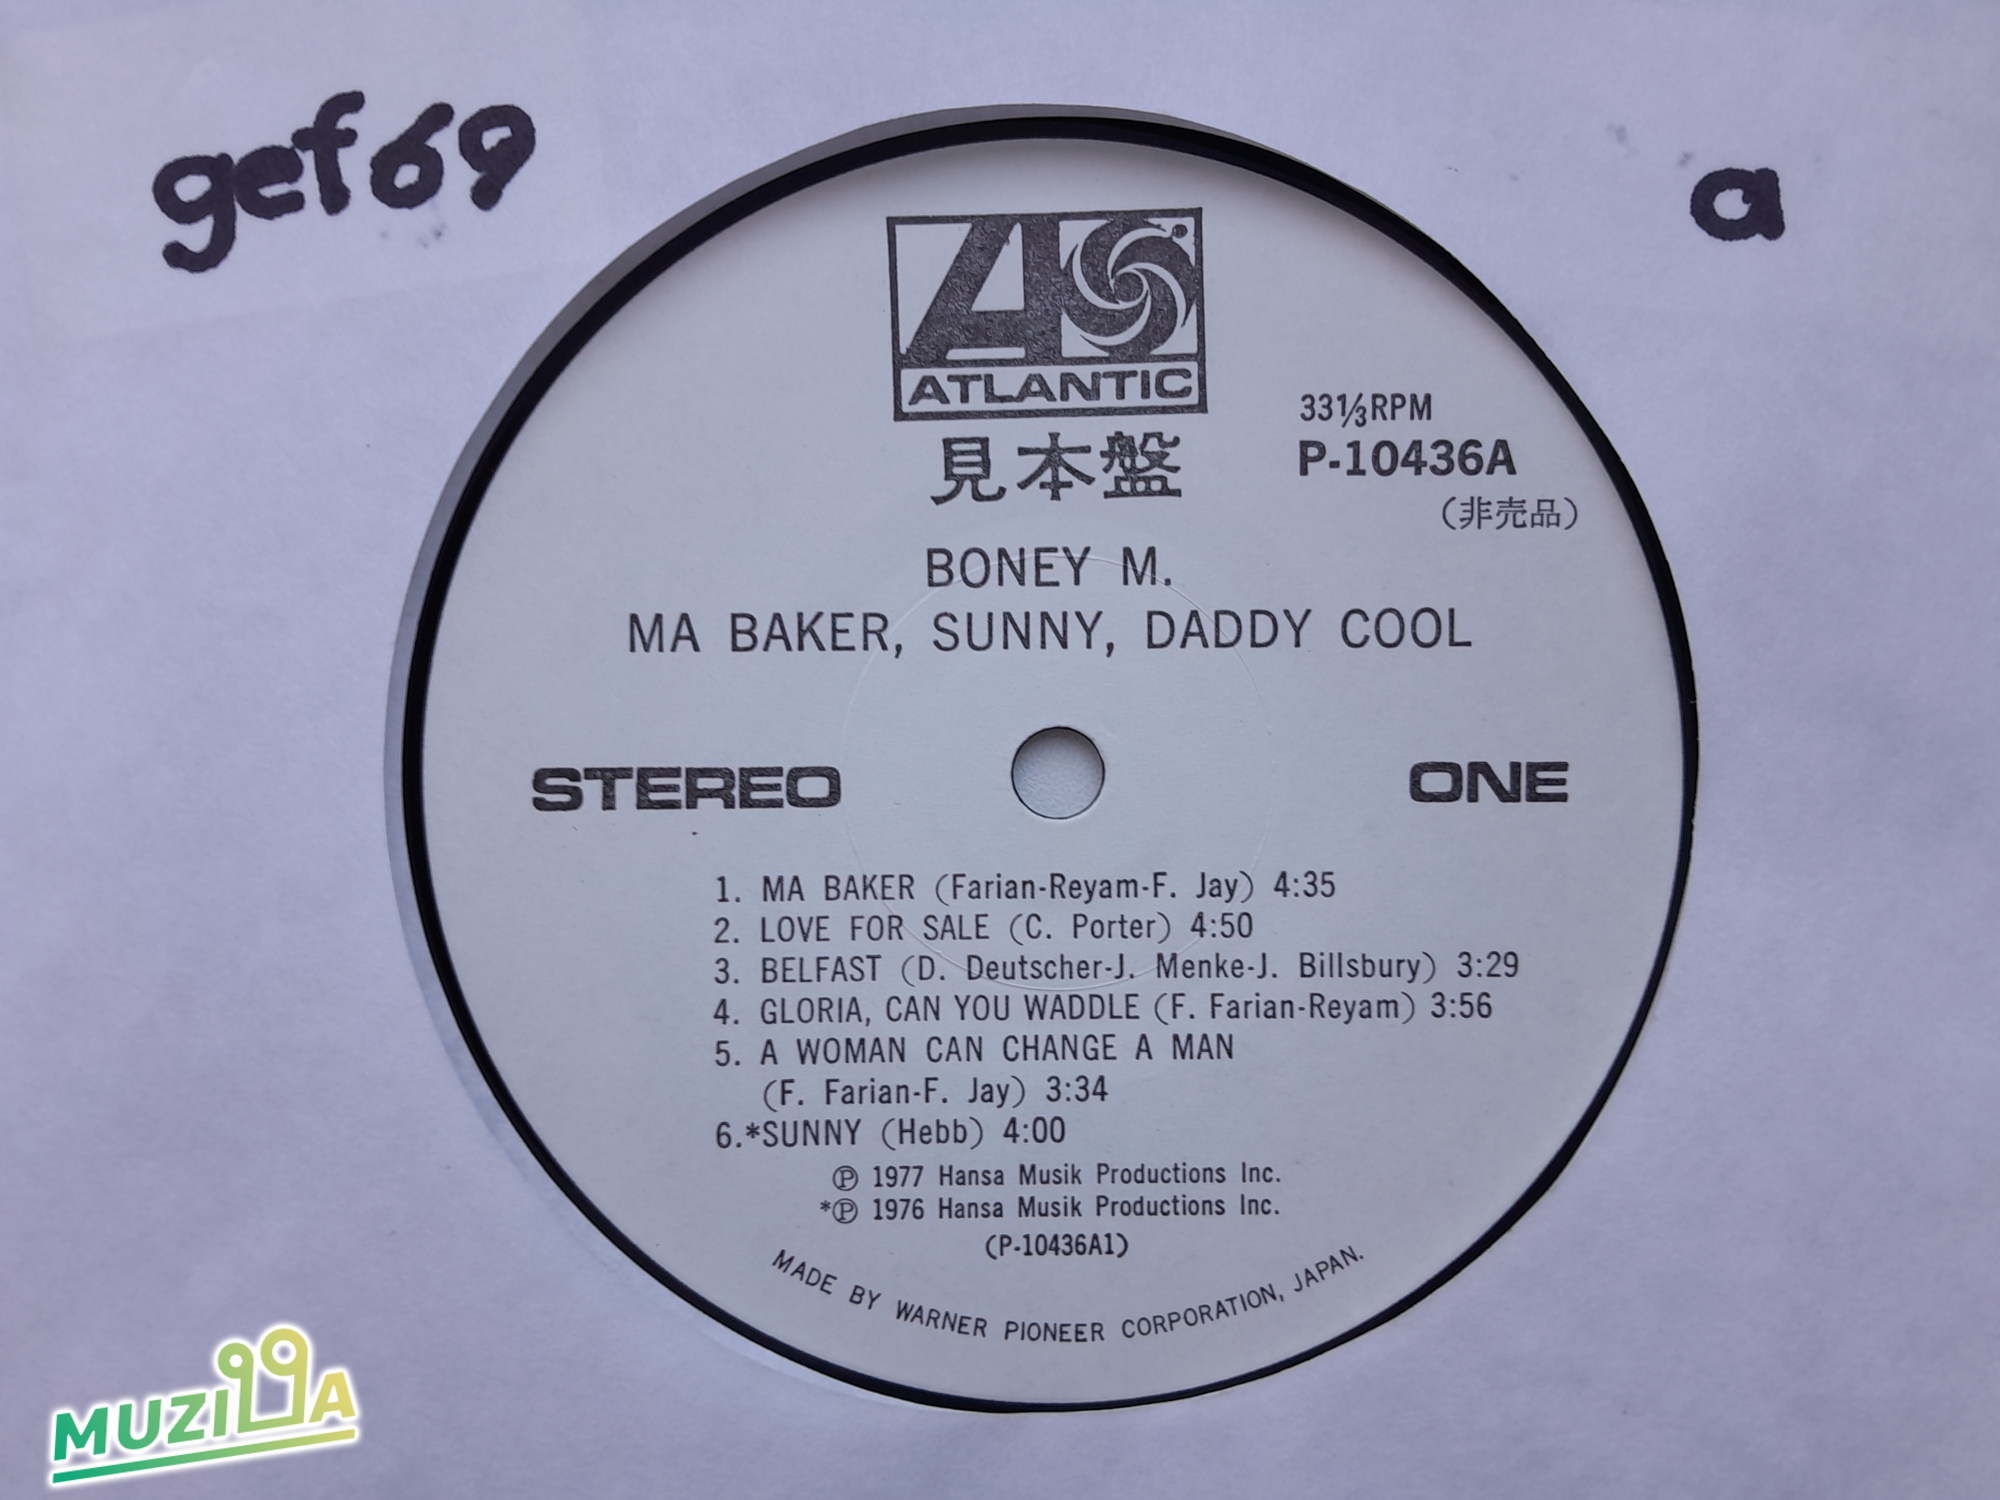 gef69
a
ATLANTIC
見本盤
33⅓RPM
P-10436A
（非売品）
BONEY M.
MA BAKER, SUNNY, DADDY COOL
STEREO
ONE
1. MA BAKER (Farian-Reyam-F. Jay) 4:35
2. LOVE FOR SALE (C. Porter) 4:50
3. BELFAST (D. Deutscher-J. Menke-J. Billsbury) 3:29
4. GLORIA, CAN YOU WADDLE (F. Farian-Reyam) 3:56
5. A WOMAN CAN CHANGE A MAN
(F. Farian-F. Jay) 3:34
6.*SUNNY (Hebb) 4:00
Ⓟ 1977 Hansa Musik Productions Inc.
*Ⓟ 1976 Hansa Musik Productions Inc.
(P-10436A1)
MADE BY WARNER PIONEER CORPORATION, JAPAN.
MUZILLA